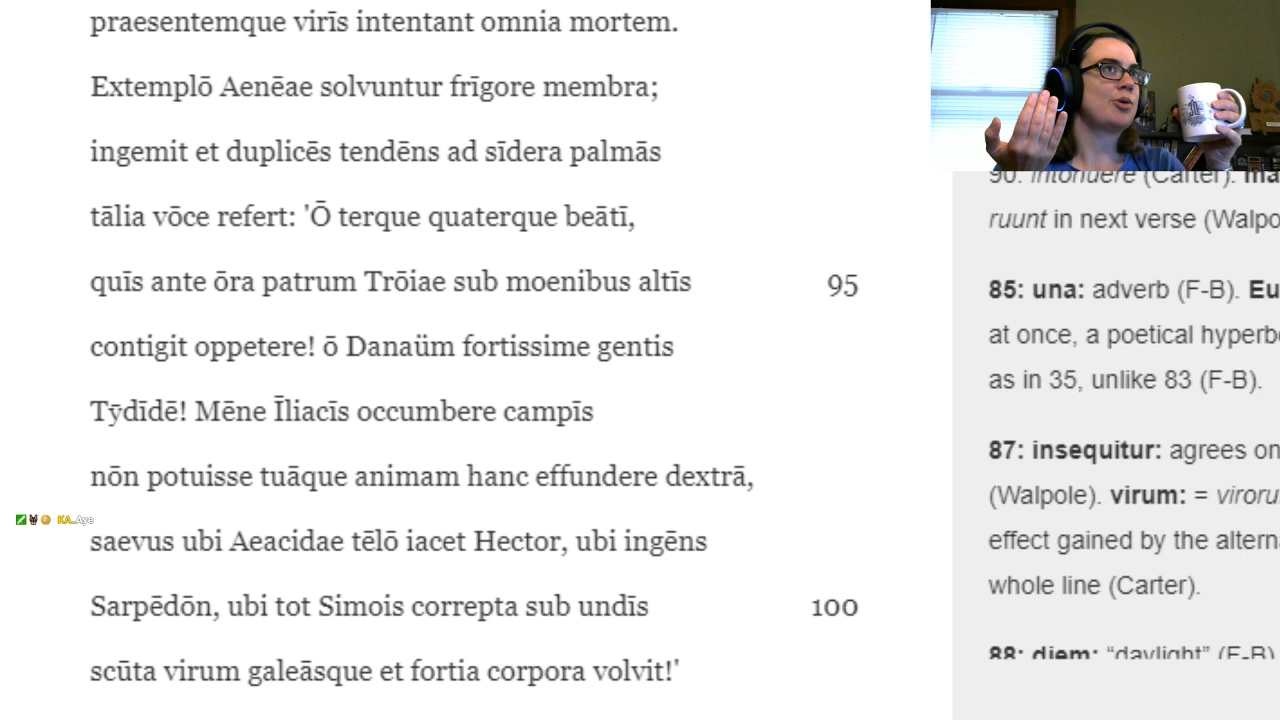 praesentemque virīs intentant omnia mortem.
Extemplō Aenēae solvuntur frīgore membra;
ingemit et duplicēs tendēns ad sīdera palmās
tālia vōce refert: 'Ō terque quaterque beātī,
quīs ante ōra patrum Trōiae sub moenibus altīs 95
contigit oppetere! ō Danaüm fortissime gentis
Tȳdīdē! Mēne Īliacīs occumbere campīs
nōn potuisse tuāque animam hanc effundere dextrā,
saevus ubi Aeacidae tēlō iacet Hector, ubi ingēns
Sarpēdōn, ubi tot Simois correpta sub undīs 100
scūta virum galeāsque et fortia corpora volvit!'
KA_Aye
90: intonuere (Carter). ma
ruunt in next verse (Walpo
85: una: adverb (F-B). Eu
at once, a poetical hyperbo
as in 35, unlike 83 (F-B).
87: insequitur: agrees on
(Walpole). virum: = viroru
effect gained by the altern
whole line (Carter).
88: diem: “daylight” (F-B)